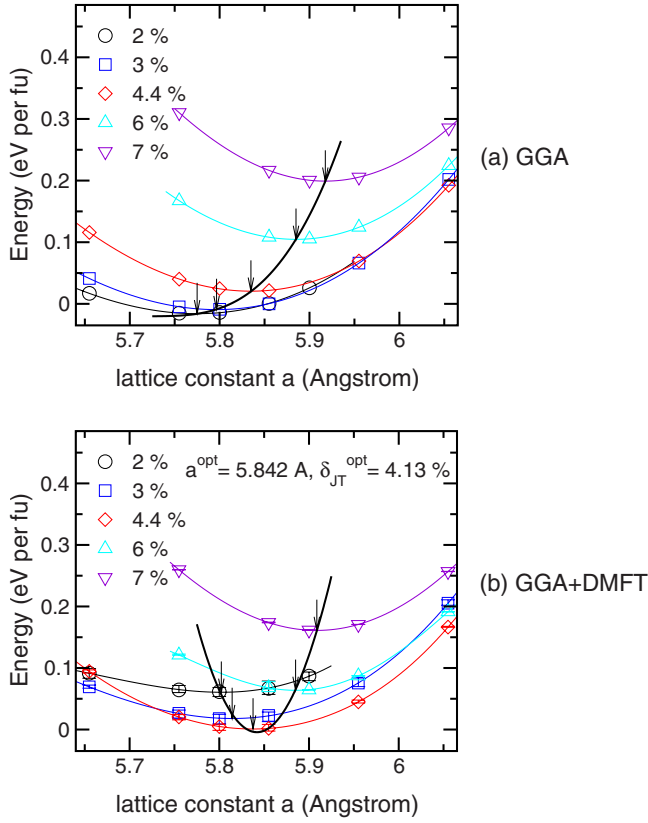 2 %
3 %
4.4 %
6 %
7 %
0.4
0.3
0.2
0.1
0
Energy (eV per fu)
5.7 5.8 5.9 6
lattice constant a (Angstrom)
(a) GGA
2 %
3 %
4.4 %
6 %
7 %
a^opt= 5.842 A, δ_JT^opt= 4.13 %
0.4
0.3
0.2
0.1
0
Energy (eV per fu)
5.7 5.8 5.9 6
lattice constant a (Angstrom)
(b) GGA+DMFT